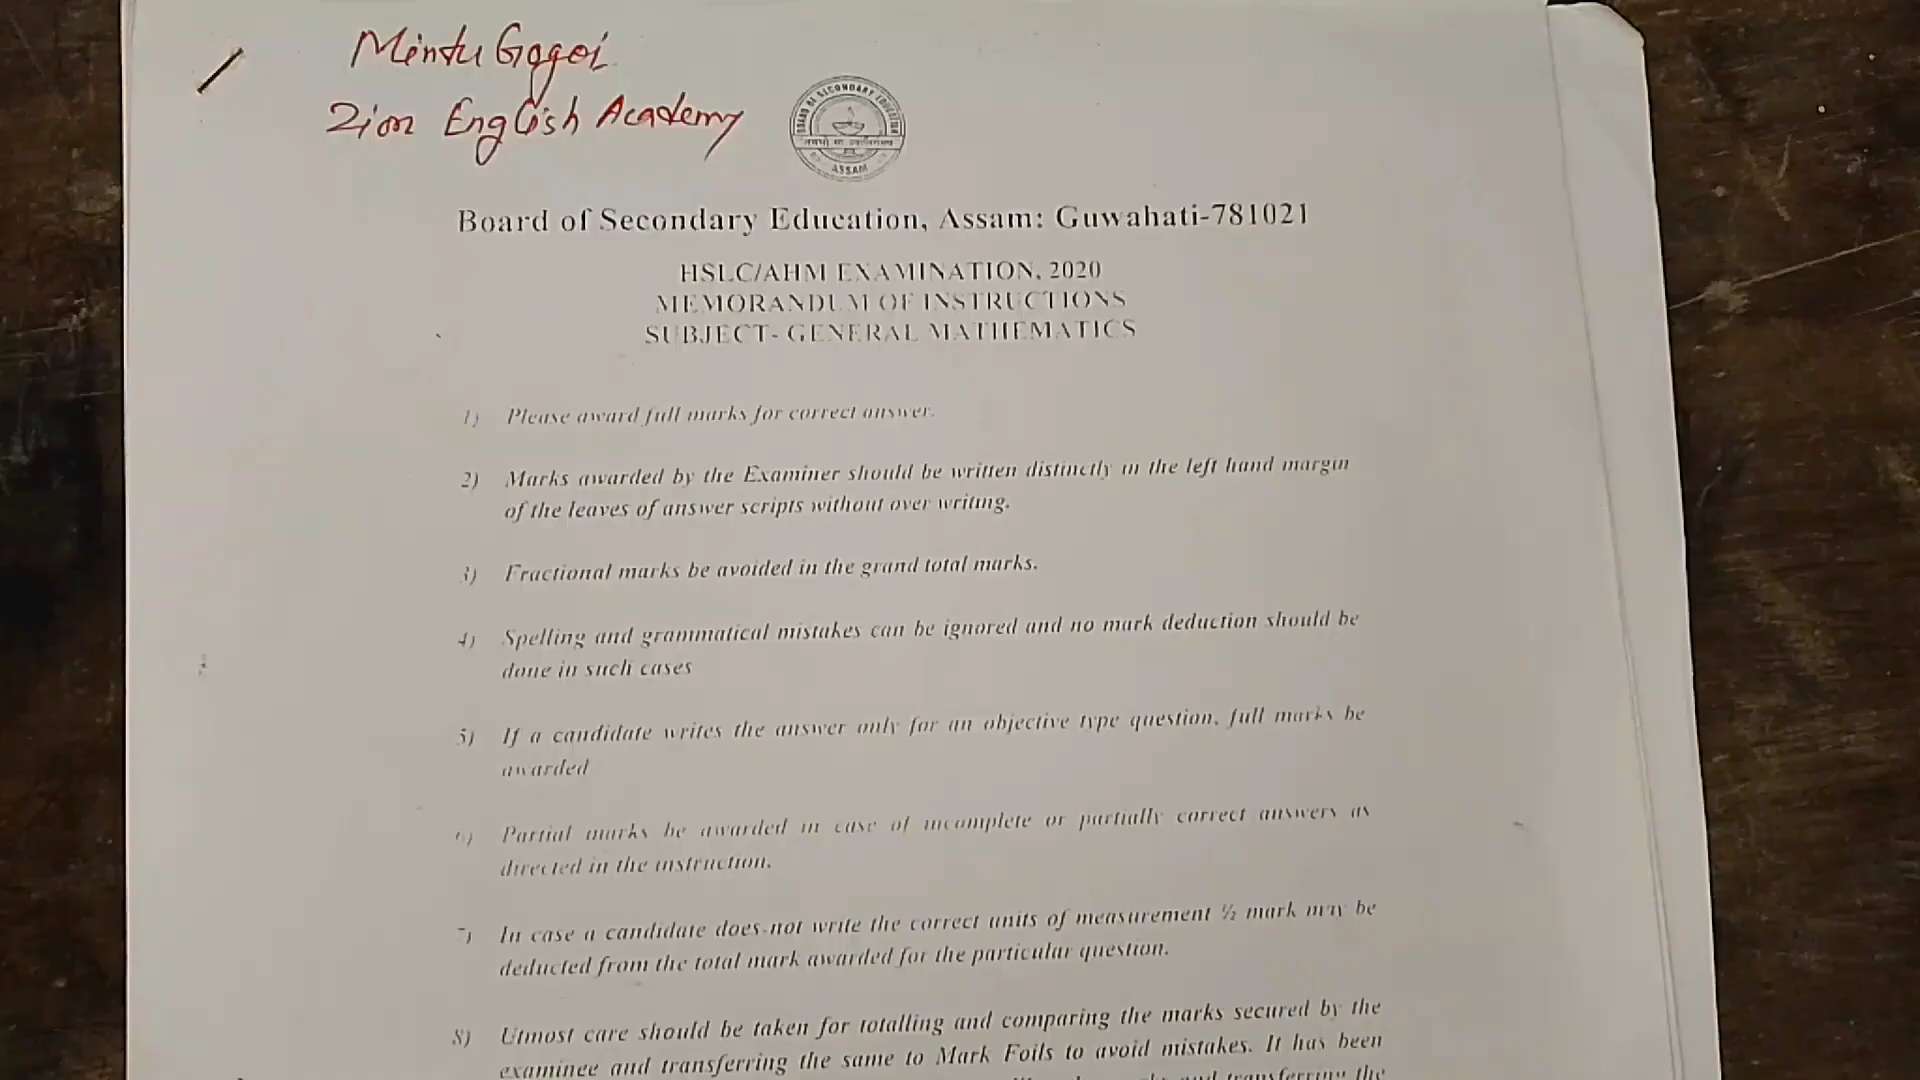 Mintu Gogoi
Zion English Academy
BOARD OF SECONDARY EDUCATION
ASSAM
Board of Secondary Education, Assam: Guwahati-781021
HSLC/AHM EXAMINATION, 2020
MEMORANDUM OF INSTRUCTIONS
SUBJECT- GENERAL MATHEMATICS
1) Please award full marks for correct answer.
2) Marks awarded by the Examiner should be written distinctly in the left hand margin
of the leaves of answer scripts without over writing.
3) Fractional marks be avoided in the grand total marks.
4) Spelling and grammatical mistakes can be ignored and no mark deduction should be
done in such cases
5) If a candidate writes the answer only for an objective type question, full marks be
awarded
6) Partial marks be awarded in case of incomplete or partially correct answers as
directed in the instruction.
7) In case a candidate does not write the correct units of measurement ½ mark may be
deducted from the total mark awarded for the particular question.
8) Utmost care should be taken for totalling and comparing the marks secured by the
examinee and transferring the same to Mark Foils to avoid mistakes. It has been
and transferring the